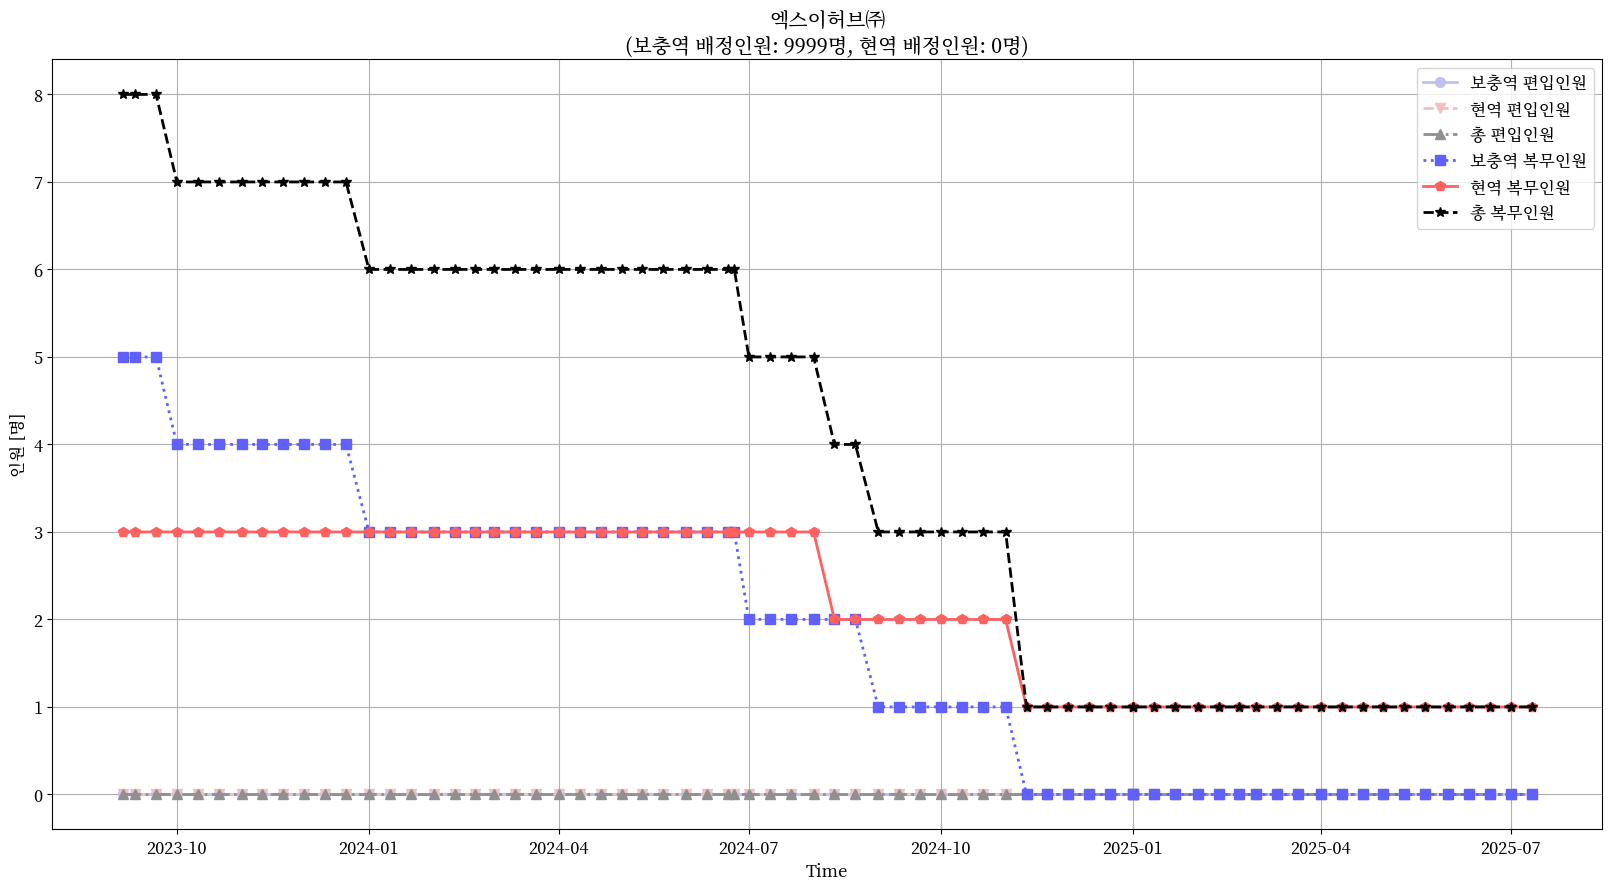 엑스이허브㈜
(보충역 배정인원: 9999명, 현역 배정인원: 0명)
보충역 편입인원
현역 편입인원
총 편입인원
보충역 복무인원
현역 복무인원
총 복무인원
인원 [명]
8
7
6
5
4
3
2
1
0
2023-10
2024-01
2024-04
2024-07
2024-10
2025-01
2025-04
2025-07
Time